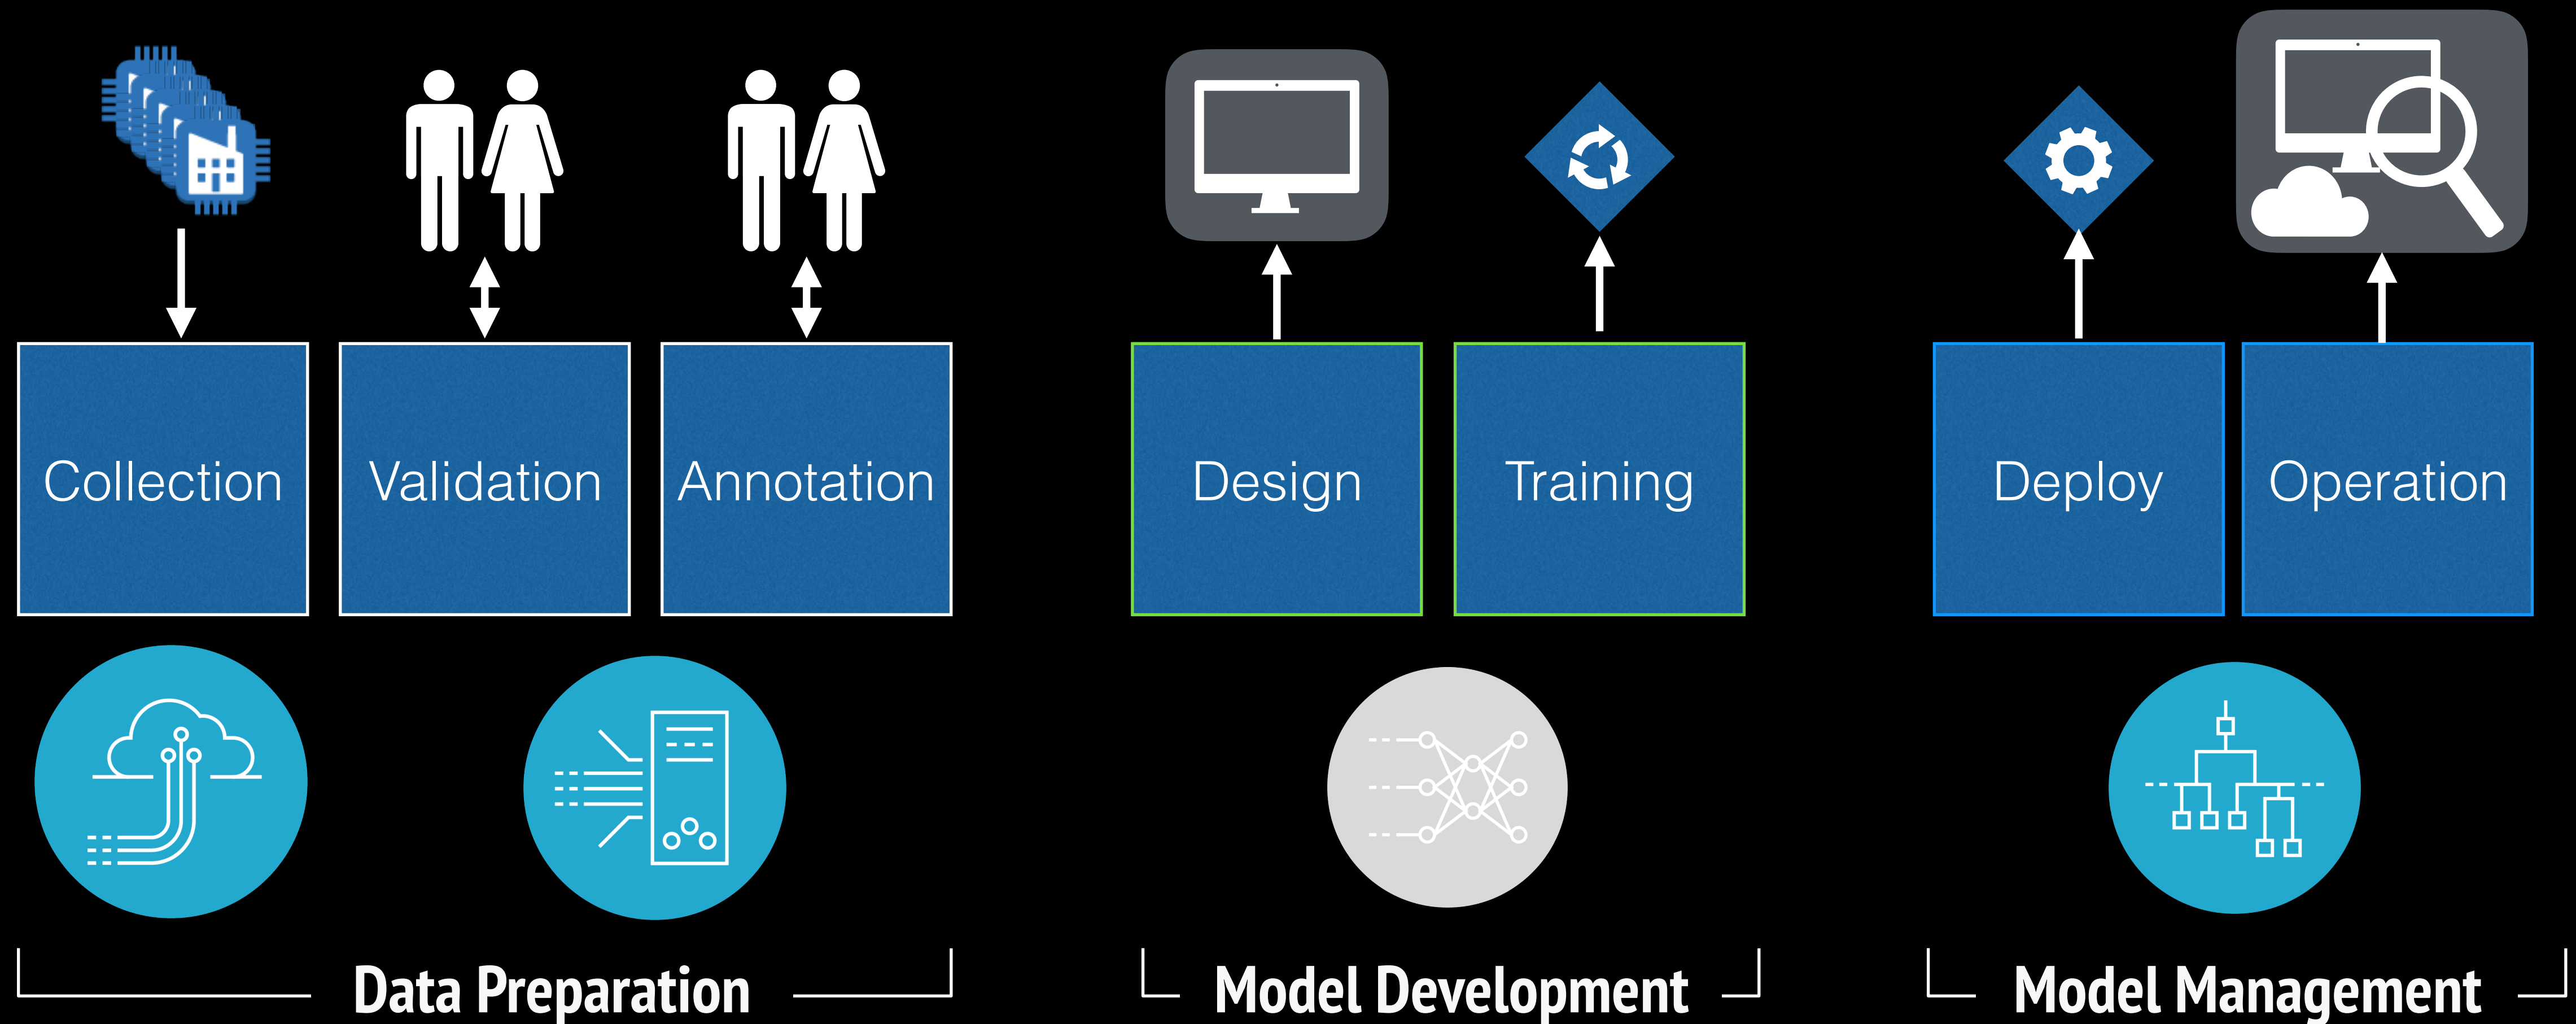 Collection
Validation
Annotation
Design
Training
Deploy
Operation
Data Preparation
Model Development
Model Management